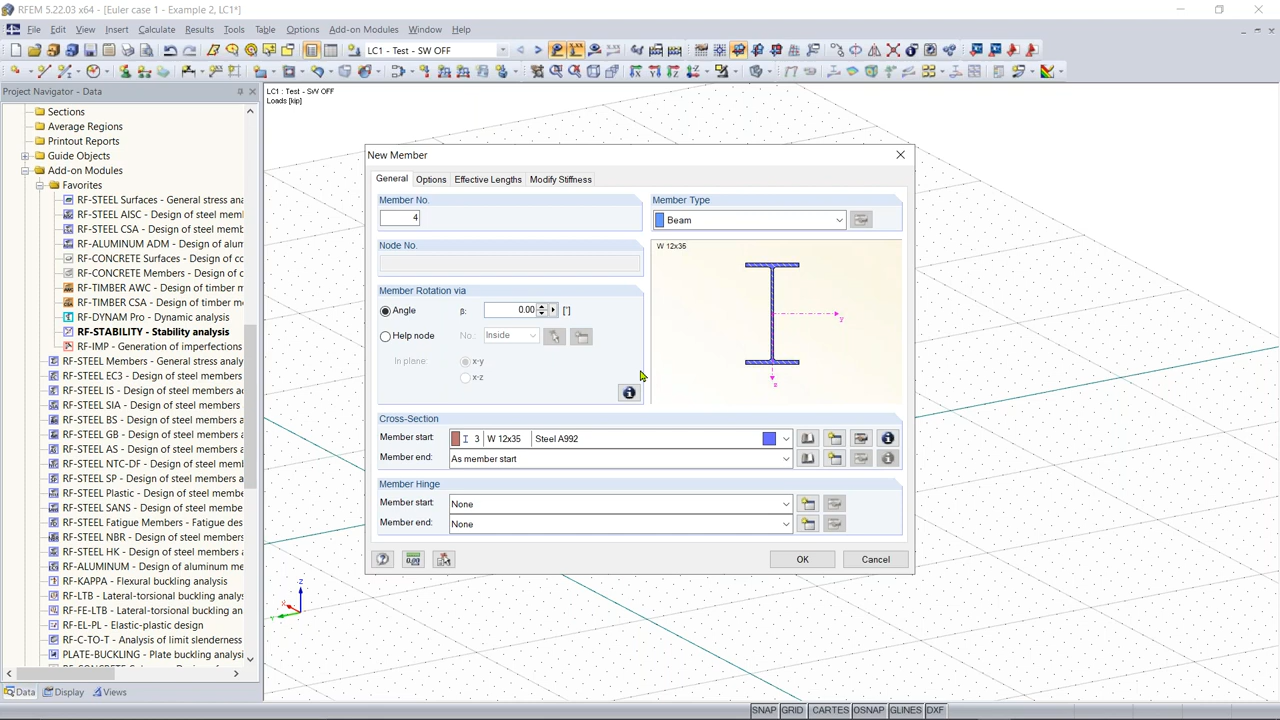 RFEM 5.22.03 x64 - [Euler case 1 - Example 2, LC1*]
File Edit View Insert Calculate Results Tools Table Options Add-on Modules Window Help
LC1 - Test - SW OFF
Project Navigator - Data
LC1 : Test - SW OFF
Loads [kip]
Sections
Average Regions
Printout Reports
Guide Objects
Add-on Modules
Favorites
RF-STEEL Surfaces - General stress ana
RF-STEEL AISC - Design of steel memb
RF-STEEL CSA - Design of steel membe
RF-ALUMINUM ADM - Design of alum
RF-CONCRETE Surfaces - Design of co
RF-CONCRETE Members - Design of c
RF-TIMBER AWC - Design of timber m
RF-TIMBER CSA - Design of timber me
RF-DYNAM Pro - Dynamic analysis
RF-STABILITY - Stability analysis
RF-IMP - Generation of imperfections
RF-STEEL Members - General stress analy
RF-STEEL EC3 - Design of steel members
RF-STEEL IS - Design of steel members ac
RF-STEEL SIA - Design of steel members
RF-STEEL BS - Design of steel members a
RF-STEEL GB - Design of steel members
RF-STEEL AS - Design of steel members a
RF-STEEL NTC-DF - Design of steel memb
RF-STEEL SP - Design of steel members a
RF-STEEL Plastic - Design of steel membe
RF-STEEL SANS - Design of steel member
RF-STEEL Fatigue Members - Fatigue des
RF-STEEL NBR - Design of steel members
RF-STEEL HK - Design of steel members a
RF-ALUMINUM - Design of aluminum me
RF-KAPPA - Flexural buckling analysis
RF-LTB - Lateral-torsional buckling analys
RF-FE-LTB - Lateral-torsional buckling an
RF-EL-PL - Elastic-plastic design
RF-C-TO-T - Analysis of limit slenderness
PLATE-BUCKLING - Plate buckling analysi
Data Display Views
New Member
General Options Effective Lengths Modify Stiffness
Member No.
4
Member Type
Beam
Node No.
W 12x35
Member Rotation via
Angle β: 0.00 [°]
Help node No.: Inside
In plane: x-y
x-z
y
z
Cross-Section
Member start: 3 W 12x35 Steel A992
Member end: As member start
Member Hinge
Member start: None
Member end: None
OK Cancel
Z
X
Y
SNAP GRID CARTES OSNAP GLINES DXF